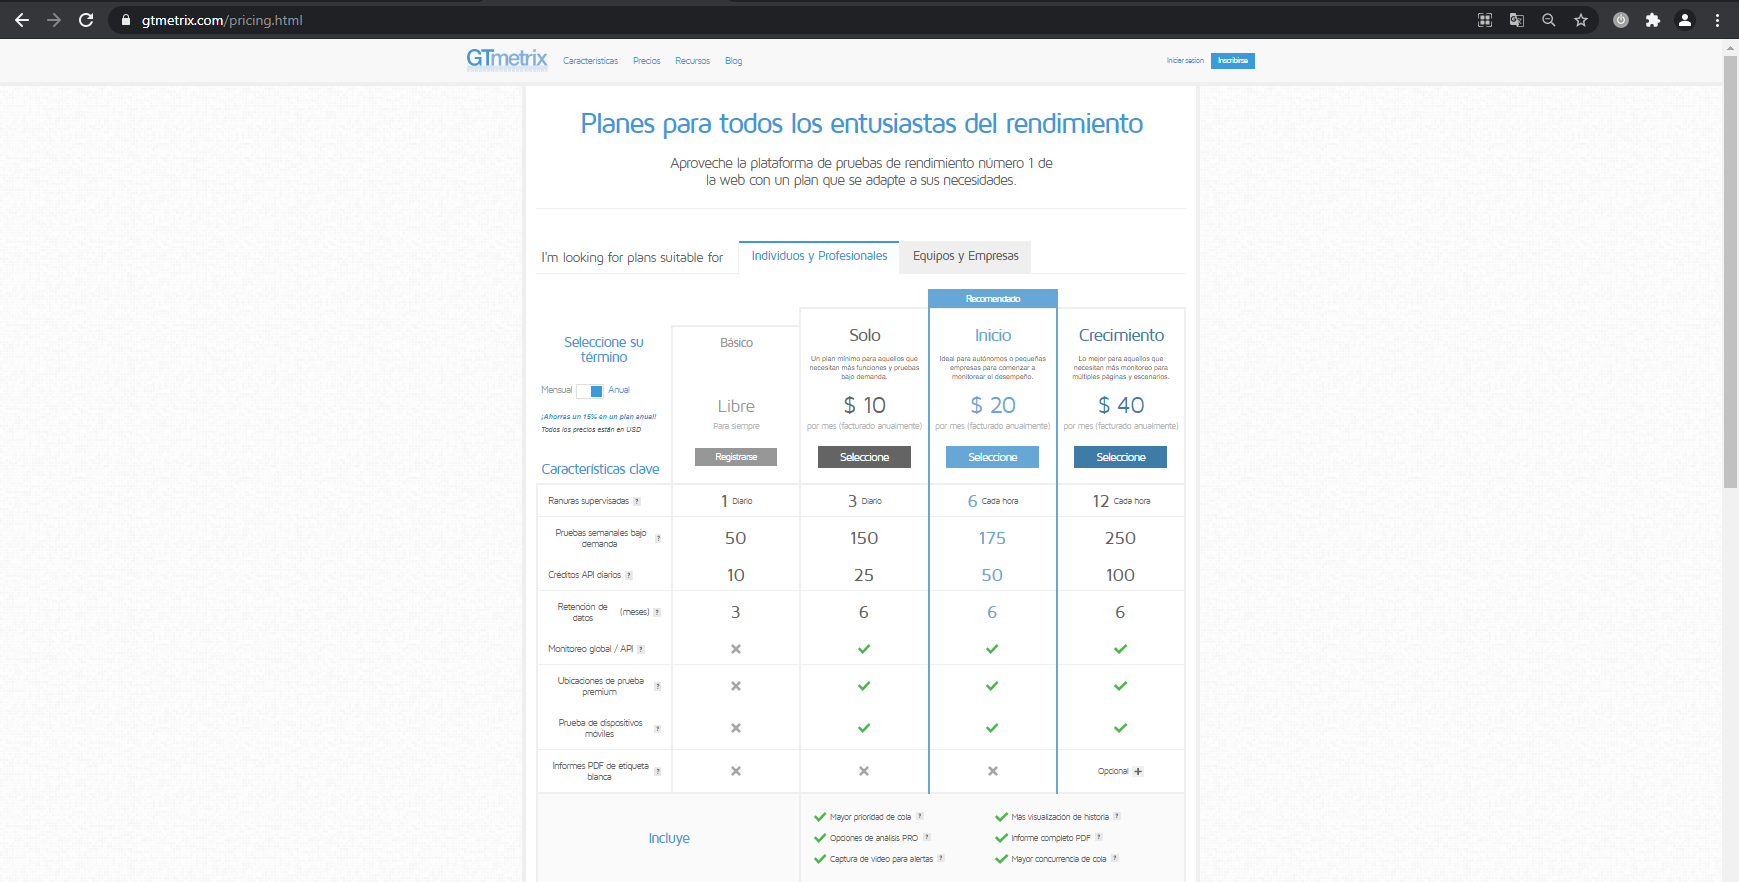 gtmetrix.com/pricing.html
GTmetrix Características Precios Recursos Blog Iniciar sesión Inscribirse
Planes para todos los entusiastas del rendimiento
Aproveche la plataforma de pruebas de rendimiento número 1 de
la web con un plan que se adapte a sus necesidades.
I'm looking for plans suitable for Individuos y Profesionales Equipos y Empresas
Recomendado
Seleccione su
término
Mensual Anual
¡Ahorras un 15% en un plan anual!
Todos los precios están en USD
Características clave
Básico
Libre
Para siempre
Registrarse
Solo
Un plan mínimo para aquellos que
necesitan más funciones y pruebas
bajo demanda.
$ 10
por mes (facturado anualmente)
Seleccione
Inicio
Ideal para autónomos o pequeñas
empresas para comenzar a
monitorear el desempeño.
$ 20
por mes (facturado anualmente)
Seleccione
Crecimiento
Lo mejor para aquellos que
necesitan más monitoreo para
múltiples páginas y escenarios.
$ 40
por mes (facturado anualmente)
Seleccione
Ranuras supervisadas ? 1 Diario 3 Diario 6 Cada hora 12 Cada hora
Pruebas semanales bajo
demanda ? 50 150 175 250
Créditos API diarios ? 10 25 50 100
Retención de
datos (meses) ? 3 6 6 6
Monitoreo global / API ?
Ubicaciones de prueba
premium ?
Prueba de dispositivos
móviles ?
Informes PDF de etiqueta
blanca ? Opcional +
Incluye
Mayor prioridad de cola ? Más visualización de historia ?
Opciones de análisis PRO ? Informe completo PDF ?
Captura de video para alertas ? Mayor concurrencia de cola ?